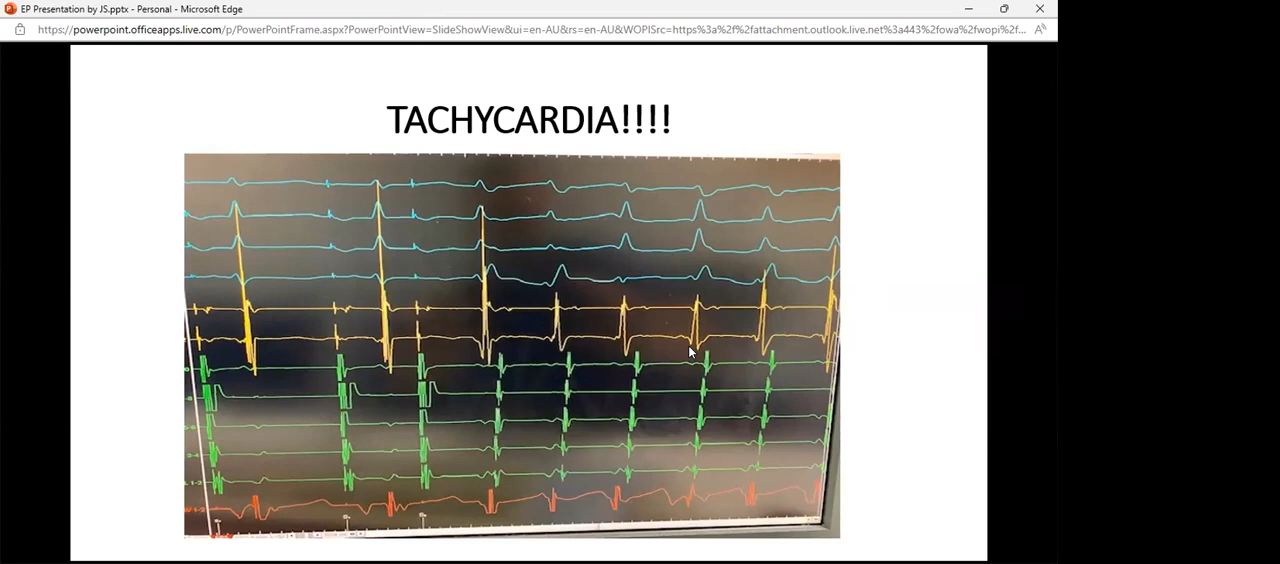 EP Presentation by JS.pptx - Personal - Microsoft Edge
https://powerpoint.officeapps.live.com/p/PowerPointFrame.aspx?PowerPointView=SlideShowView&ui=en-AU&rs=en-AU&WOPISrc=https%3a%2f%2fattachment.outlook.live.net%3a443%2fowa%2fwopi%2f...
TACHYCARDIA!!!!